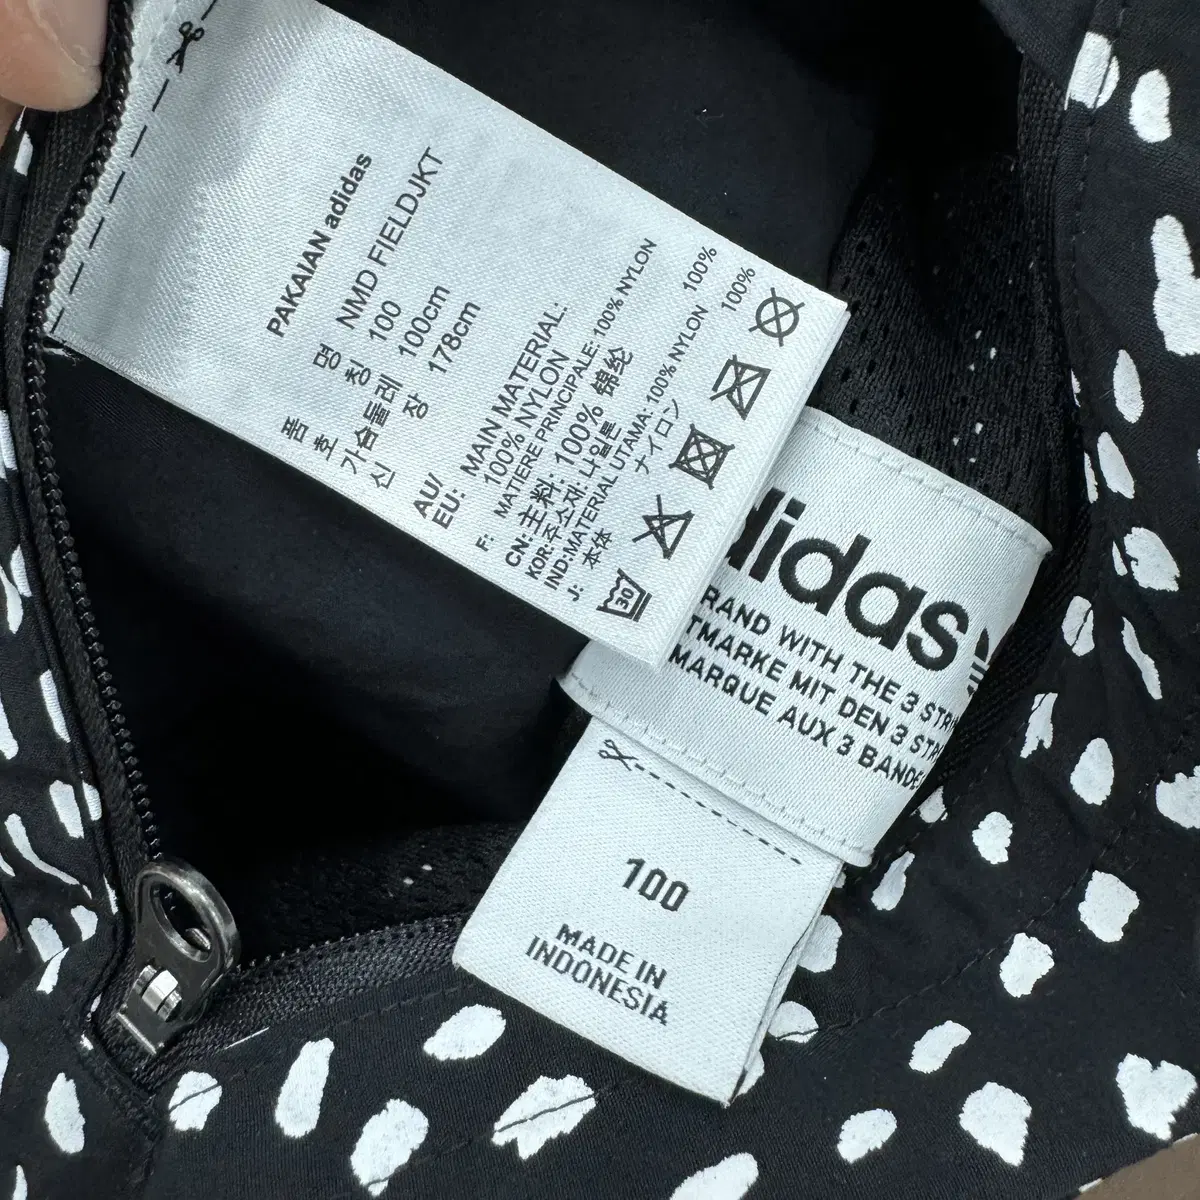 PAKAIAN adidas
품 명 NMD FIELDJKT
호 칭 100
가슴둘레 100cm
신 장 178cm
AU/
EU: MAIN MATERIAL:
100% NYLON
F: MATIERE PRINCIPALE: 100% NYLON
CN: 主料: 100% 锦纶
KOR: 주소재: 나일론 100%
IND: MATERIAL UTAMA: 100% NYLON
J: 本体 ナイロン 100%
30
adidas
RAND WITH THE 3 STRI
TMARKE MIT DEN 3 STR
MARQUE AUX 3 BANDE
100
MADE IN
INDONESIA